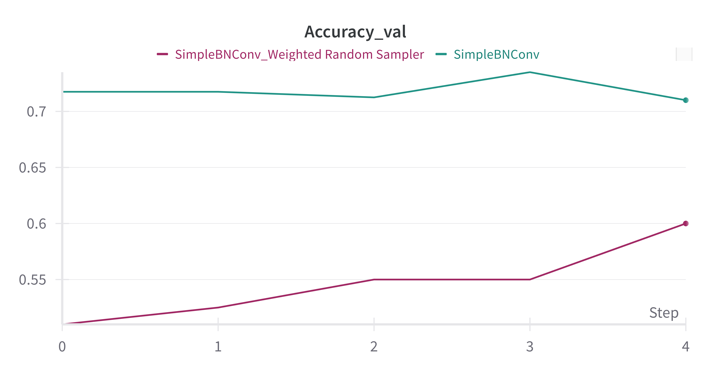 Accuracy_val
SimpleBNConv_Weighted Random Sampler SimpleBNConv
0.7
0.65
0.6
0.55
Step
0 1 2 3 4